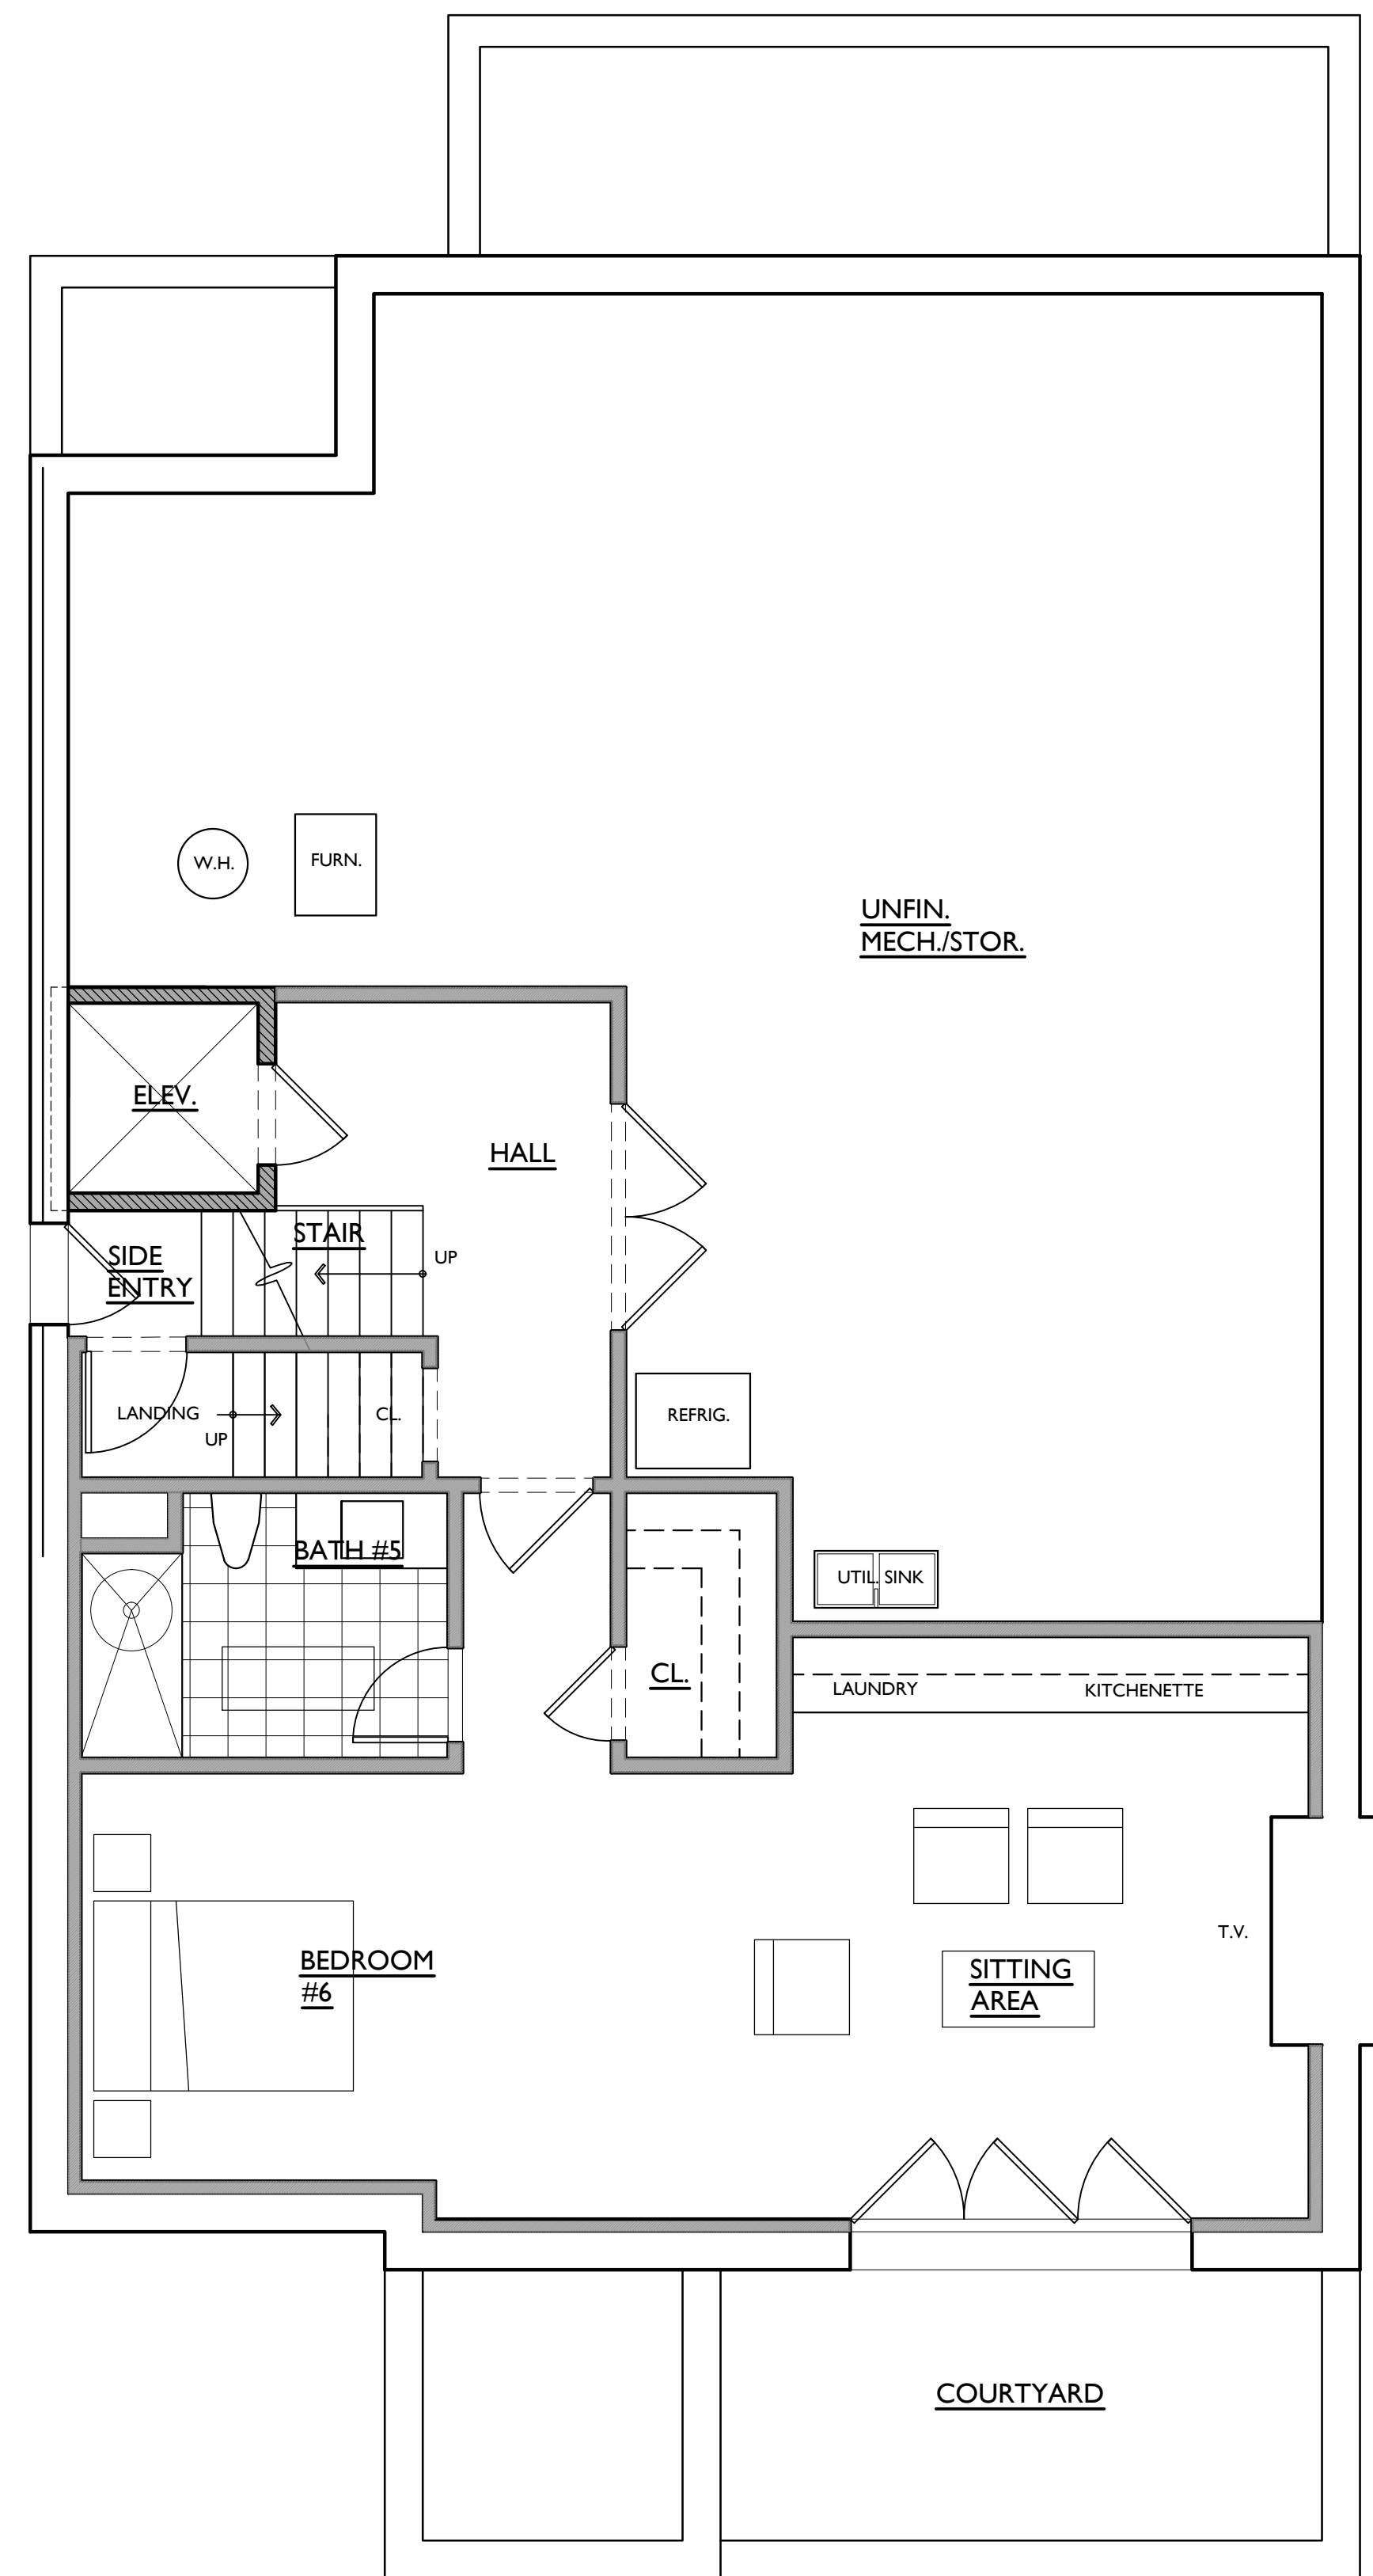 W.H.
FURN.
UNFIN.
MECH./STOR.
ELEV.
HALL
STAIR
UP
SIDE
ENTRY
LANDING
UP
CL.
REFRIG.
BATH #5
UTIL. SINK
CL.
LAUNDRY
KITCHENETTE
T.V.
BEDROOM
#6
SITTING
AREA
COURTYARD